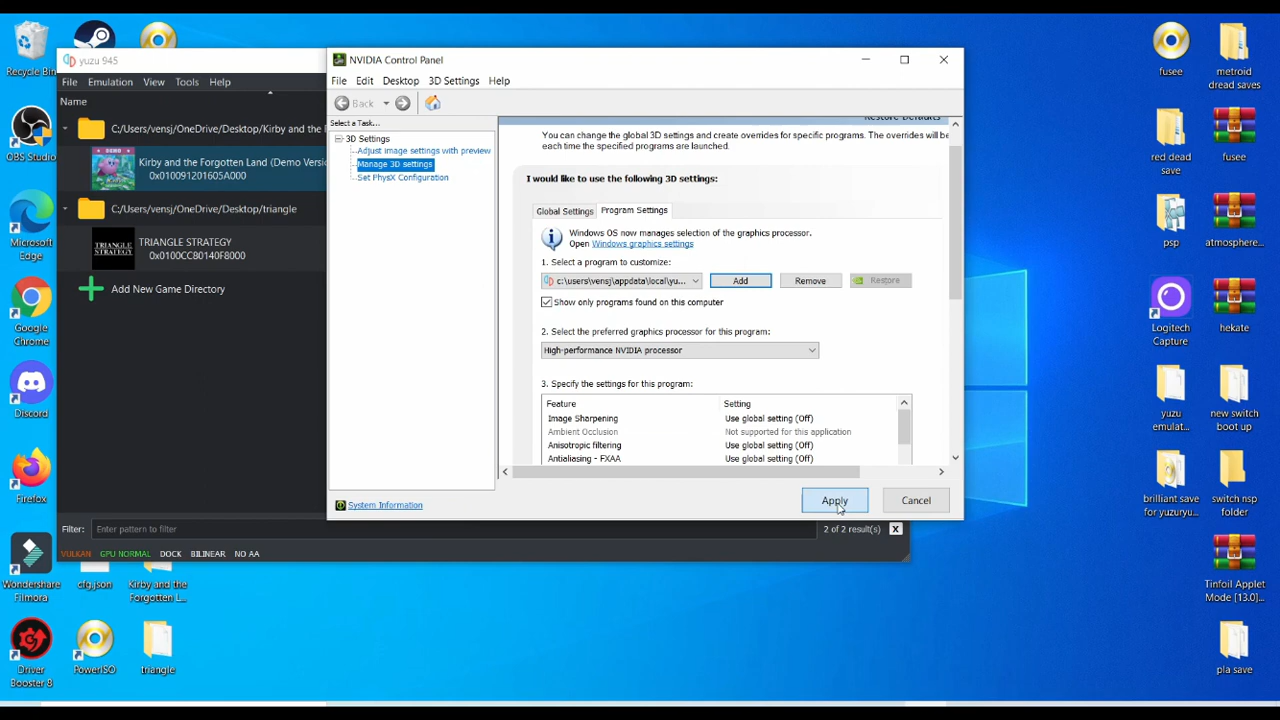 Recycle Bin
OBS Studio
Microsoft
Edge
Google
Chrome
Discord
Firefox
Wondershare
Filmora
cfg.json
Kirby and the
Forgotten L...
Driver
Booster 8
PowerISO
triangle
yuzu 945
File Emulation View Tools Help
Name
C:/Users/vensj/OneDrive/Desktop/Kirby and the
Kirby and the Forgotten Land (Demo Versio
0x010091201605A000
C:/Users/vensj/OneDrive/Desktop/triangle
TRIANGLE
STRATEGY
TRIANGLE STRATEGY
0x0100CC80140F8000
Add New Game Directory
Filter: Enter pattern to filter
2 of 2 result(s) X
VULKAN GPU NORMAL DOCK BILINEAR NO AA
NVIDIA Control Panel
File Edit Desktop 3D Settings Help
Back
Select a Task...
3D Settings
Adjust image settings with preview
Manage 3D settings
Set PhysX Configuration
System Information
Restore Defaults
You can change the global 3D settings and create overrides for specific programs. The overrides will be
each time the specified programs are launched.
I would like to use the following 3D settings:
Global Settings Program Settings
Windows OS now manages selection of the graphics processor.
Open Windows graphics settings
1. Select a program to customize:
c:\users\vensj\appdata\local\yu... Add Remove Restore
Show only programs found on this computer
2. Select the preferred graphics processor for this program:
High-performance NVIDIA processor
3. Specify the settings for this program:
Feature Setting
Image Sharpening Use global setting (Off)
Ambient Occlusion Not supported for this application
Anisotropic filtering Use global setting (Off)
Antialiasing - FXAA Use global setting (Off)
Apply Cancel
fusee
metroid
dread saves
red dead
save
fusee
psp
atmosphere...
Logitech
Capture
hekate
yuzu
emulat...
new switch
boot up
brilliant save
for yuzuryu...
switch nsp
folder
Tinfoil Applet
Mode [13.0]...
pla save